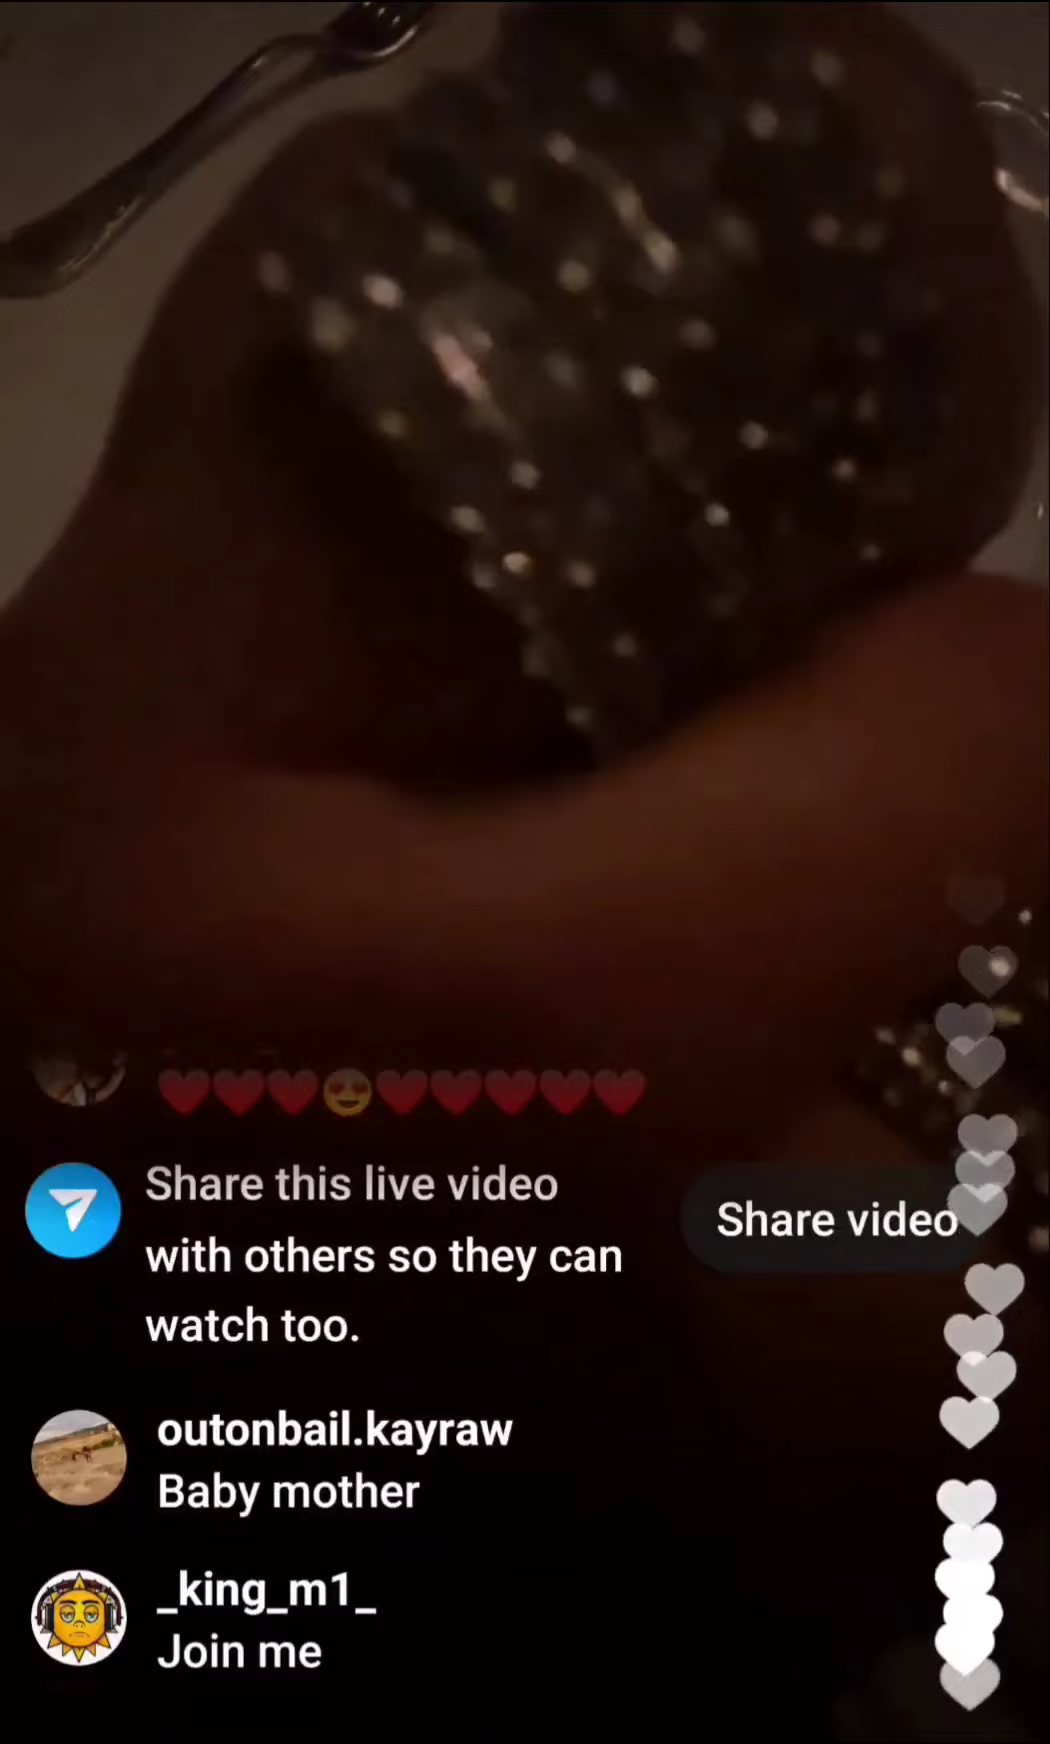 ❤️❤️❤️😍❤️❤️❤️❤️❤️
Share this live video
with others so they can
watch too.
Share video
outonbail.kayraw
Baby mother
_king_m1_
Join me